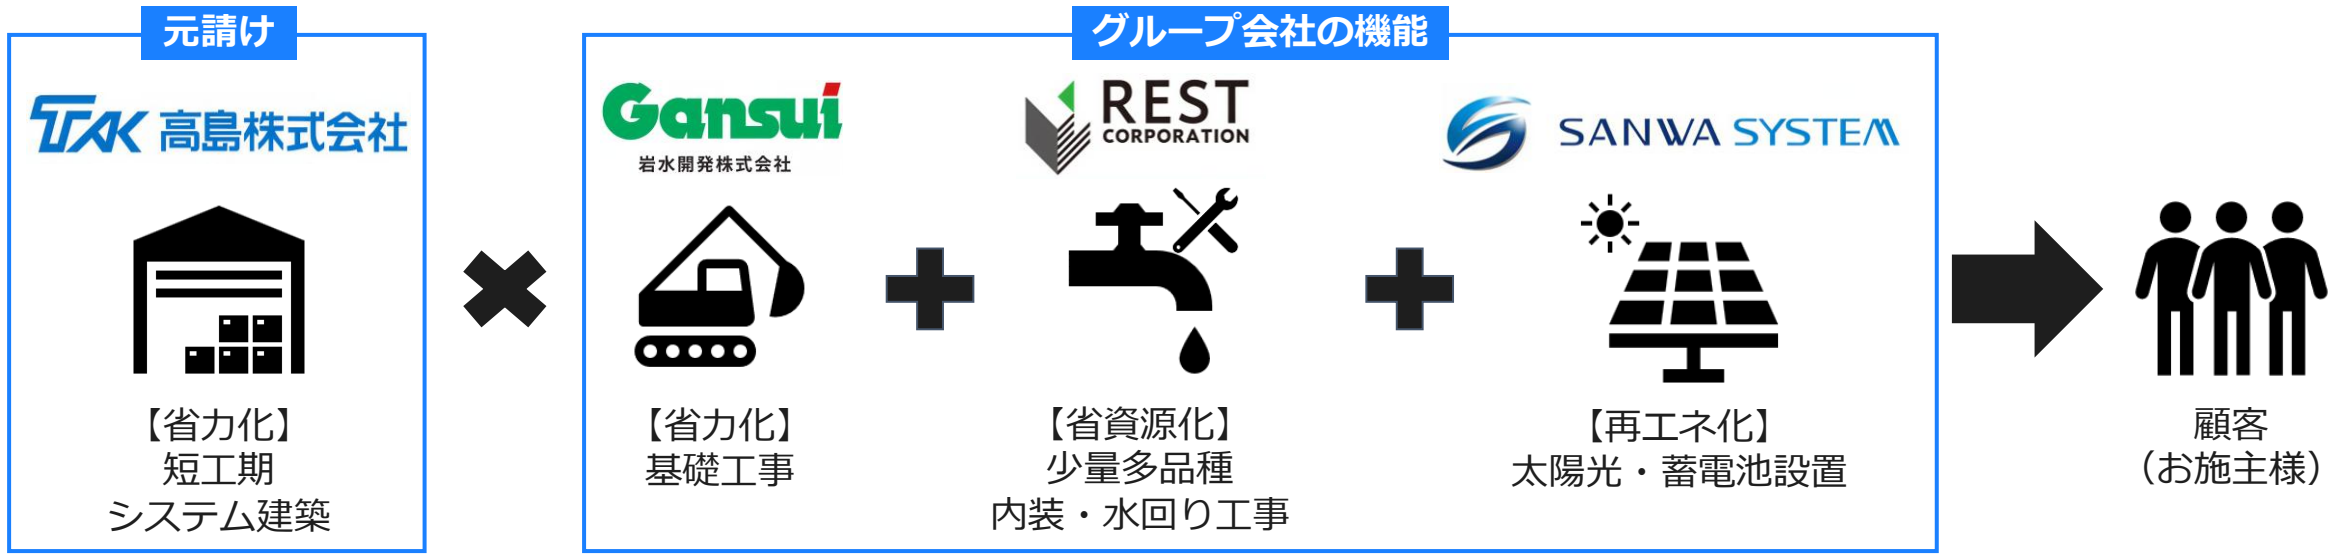 元請け
TAK 高島株式会社
【省力化】
短工期
システム建築
グループ会社の機能
Gansui
岩水開発株式会社
【省力化】
基礎工事
REST
CORPORATION
【省資源化】
少量多品種
内装・水回り工事
SANWA SYSTEM
【再エネ化】
太陽光・蓄電池設置
顧客
（お施主様）